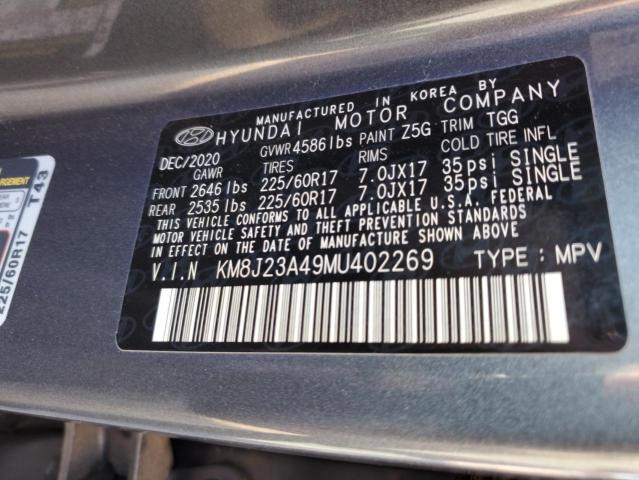 MANUFACTURED IN KOREA BY
HYUNDAI MOTOR COMPANY
DEC/2020 GVWR 4586 lbs PAINT Z5G TRIM TGG
GAWR TIRES RIMS COLD TIRE INFL
FRONT 2646 lbs 225/60R17 7.0JX17 35psi SINGLE
REAR 2535 lbs 225/60R17 7.0JX17 35psi SINGLE
THIS VEHICLE CONFORMS TO ALL APPLICABLE U.S.A. FEDERAL
MOTOR VEHICLE SAFETY AND THEFT PREVENTION STANDARDS
IN EFFECT ON THE DATE OF MANUFACTURE SHOWN ABOVE
V.I.N KM8J23A49MU402269 TYPE : MPV
225/60R17 T43